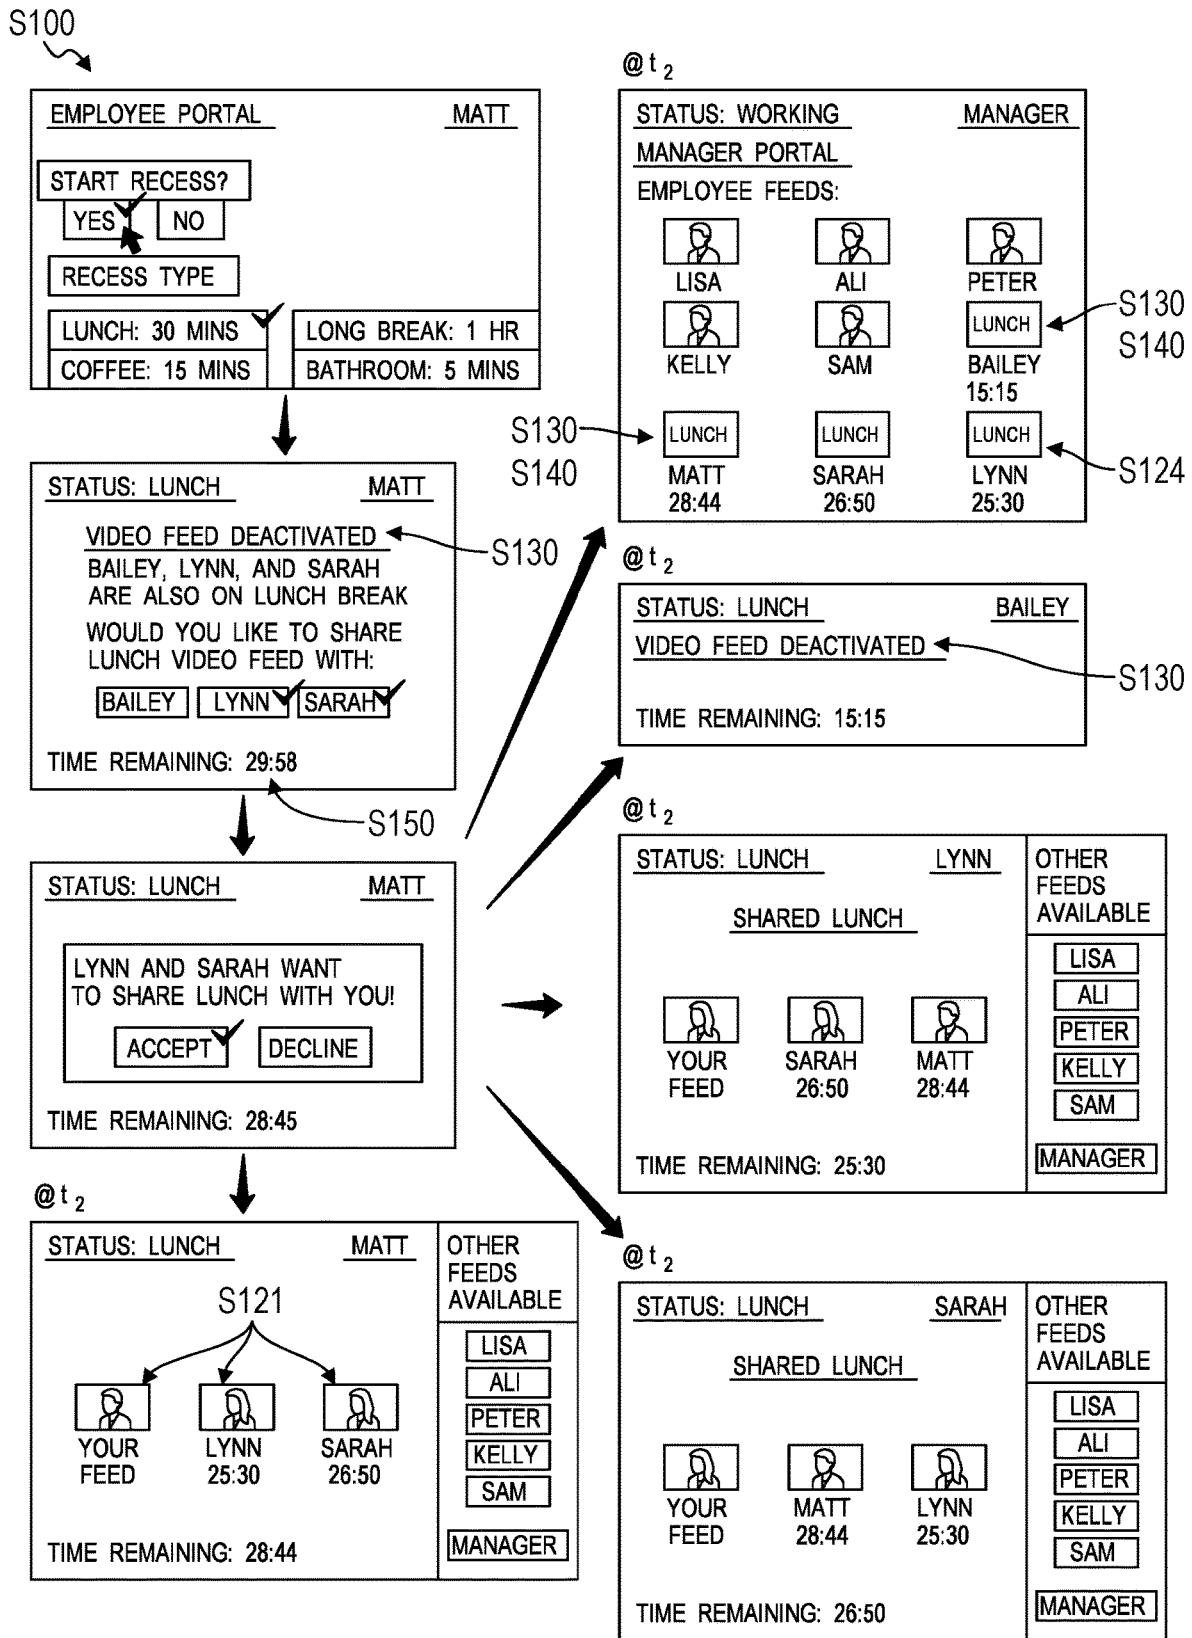 S100
EMPLOYEE PORTAL MATT
START RECESS?
YES NO
RECESS TYPE
LUNCH: 30 MINS LONG BREAK: 1 HR
COFFEE: 15 MINS BATHROOM: 5 MINS
STATUS: LUNCH MATT
VIDEO FEED DEACTIVATED
S130
BAILEY, LYNN, AND SARAH
ARE ALSO ON LUNCH BREAK
WOULD YOU LIKE TO SHARE
LUNCH VIDEO FEED WITH:
BAILEY LYNN SARAH
TIME REMAINING: 29:58
S150
STATUS: LUNCH MATT
LYNN AND SARAH WANT
TO SHARE LUNCH WITH YOU!
ACCEPT DECLINE
TIME REMAINING: 28:45
@t2
STATUS: LUNCH MATT
S121
YOUR LYNN SARAH
FEED 25:30 26:50
TIME REMAINING: 28:44
OTHER
FEEDS
AVAILABLE
LISA
ALI
PETER
KELLY
SAM
MANAGER
@t2
STATUS: WORKING MANAGER
MANAGER PORTAL
EMPLOYEE FEEDS:
LISA ALI PETER
LUNCH
S130
S140
KELLY SAM BAILEY
15:15
S130
S140
LUNCH LUNCH LUNCH
S124
MATT SARAH LYNN
28:44 26:50 25:30
@t2
STATUS: LUNCH BAILEY
VIDEO FEED DEACTIVATED
S130
TIME REMAINING: 15:15
@t2
STATUS: LUNCH LYNN
SHARED LUNCH
YOUR SARAH MATT
FEED 26:50 28:44
TIME REMAINING: 25:30
OTHER
FEEDS
AVAILABLE
LISA
ALI
PETER
KELLY
SAM
MANAGER
@t2
STATUS: LUNCH SARAH
SHARED LUNCH
YOUR MATT LYNN
FEED 28:44 25:30
TIME REMAINING: 26:50
OTHER
FEEDS
AVAILABLE
LISA
ALI
PETER
KELLY
SAM
MANAGER